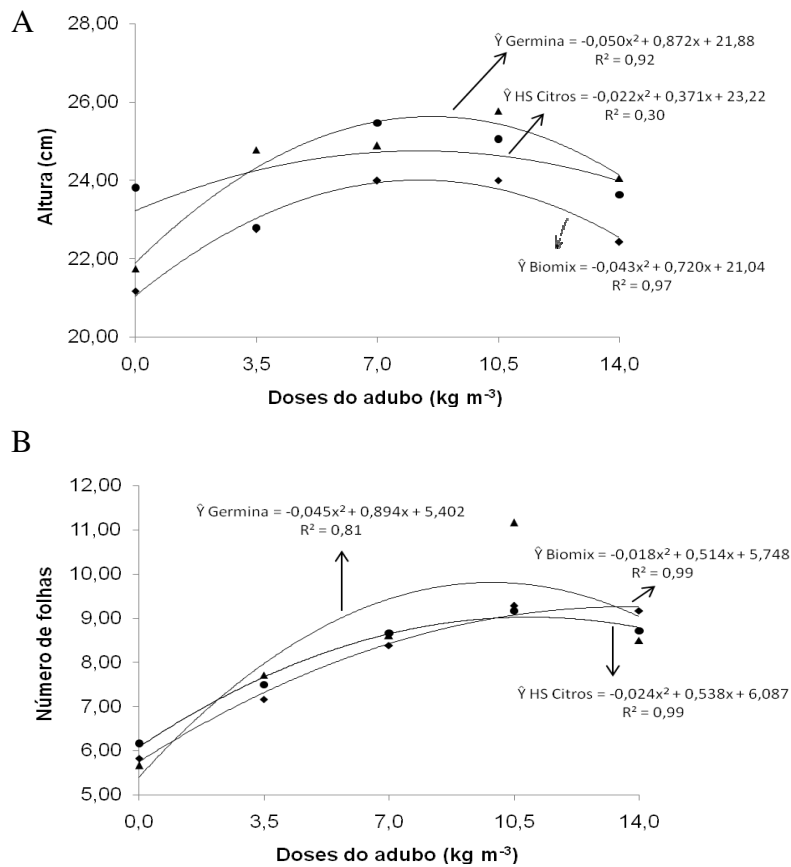 A
28,00
26,00
24,00
22,00
20,00
Altura (cm)
Ŷ Germina = -0,050x² + 0,872x + 21,88
R² = 0,92
Ŷ HS Citros = -0,022x² + 0,371x + 23,22
R² = 0,30
Ŷ Biomix = -0,043x² + 0,720x + 21,04
R² = 0,97
0,0 3,5 7,0 10,5 14,0
Doses do adubo (kg m⁻³)
B
12,00
11,00
10,00
9,00
8,00
7,00
6,00
5,00
Número de folhas
Ŷ Germina = -0,045x² + 0,894x + 5,402
R² = 0,81
Ŷ Biomix = -0,018x² + 0,514x + 5,748
R² = 0,99
Ŷ HS Citros = -0,024x² + 0,538x + 6,087
R² = 0,99
0,0 3,5 7,0 10,5 14,0
Doses do adubo (kg m⁻³)